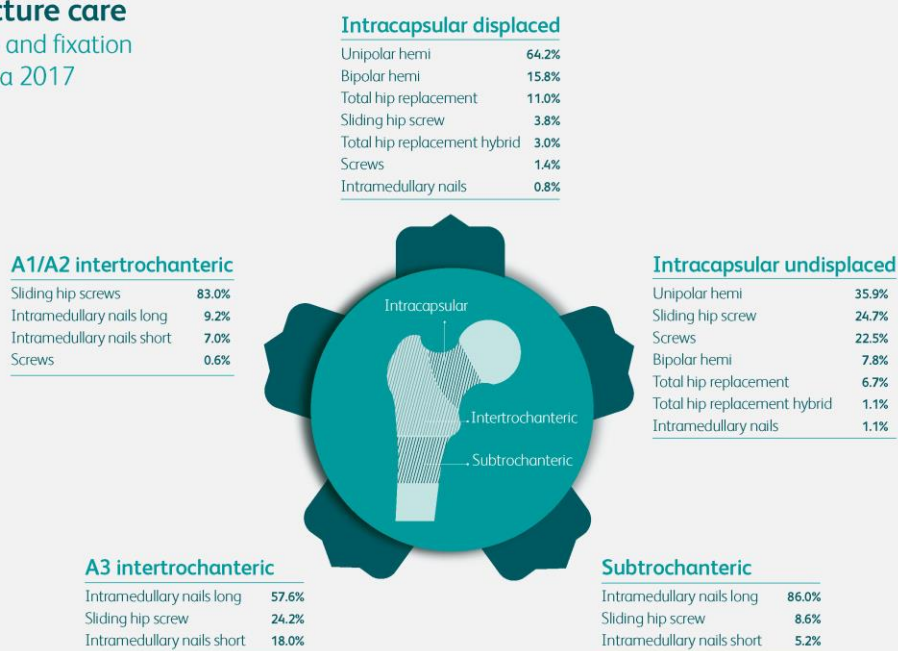 cture care
and fixation
a 2017
Intracapsular displaced
Unipolar hemi 64.2%
Bipolar hemi 15.8%
Total hip replacement 11.0%
Sliding hip screw 3.8%
Total hip replacement hybrid 3.0%
Screws 1.4%
Intramedullary nails 0.8%
A1/A2 intertrochanteric
Sliding hip screws 83.0%
Intramedullary nails long 9.2%
Intramedullary nails short 7.0%
Screws 0.6%
Intracapsular undisplaced
Unipolar hemi 35.9%
Sliding hip screw 24.7%
Screws 22.5%
Bipolar hemi 7.8%
Total hip replacement 6.7%
Total hip replacement hybrid 1.1%
Intramedullary nails 1.1%
Intracapsular
Intertrochanteric
Subtrochanteric
A3 intertrochanteric
Intramedullary nails long 57.6%
Sliding hip screw 24.2%
Intramedullary nails short 18.0%
Subtrochanteric
Intramedullary nails long 86.0%
Sliding hip screw 8.6%
Intramedullary nails short 5.2%